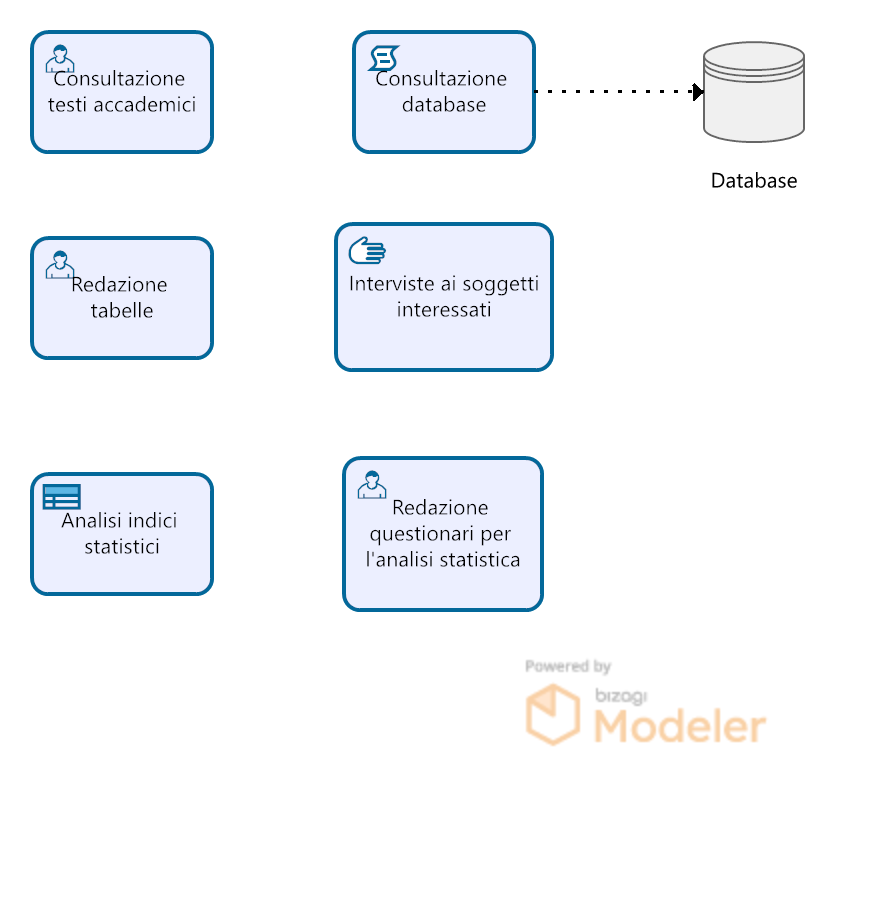 Consultazione
testi accademici
Consultazione
database
Database
Redazione
tabelle
Interviste ai soggetti
interessati
Analisi indici
statistici
Redazione
questionari per
l'analisi statistica
Powered by
bizagi
Modeler